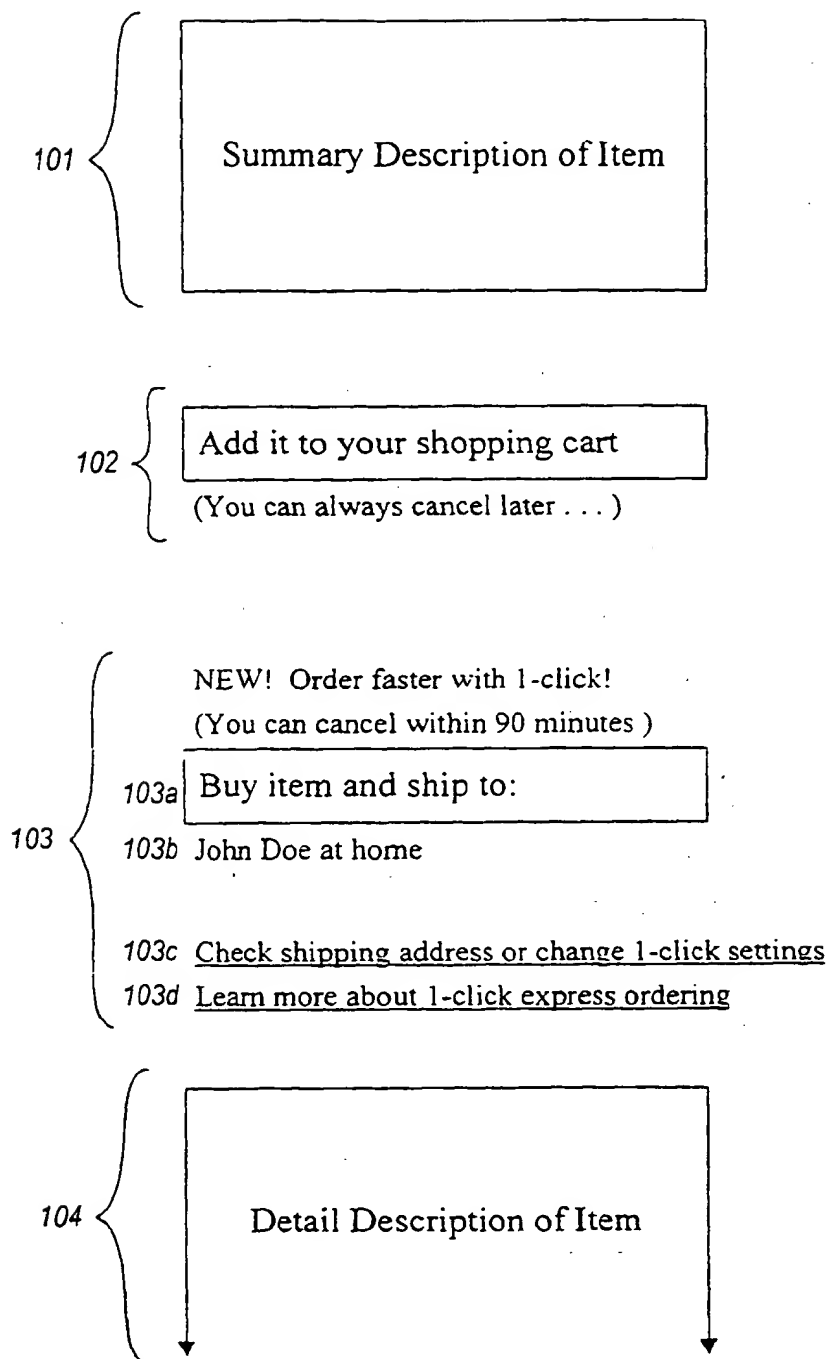 101 Summary Description of Item
102 Add it to your shopping cart
(You can always cancel later . . . )
NEW! Order faster with 1-click!
(You can cancel within 90 minutes )
103a Buy item and ship to:
103
103b John Doe at home
103c Check shipping address or change 1-click settings
103d Learn more about 1-click express ordering
104 Detail Description of Item